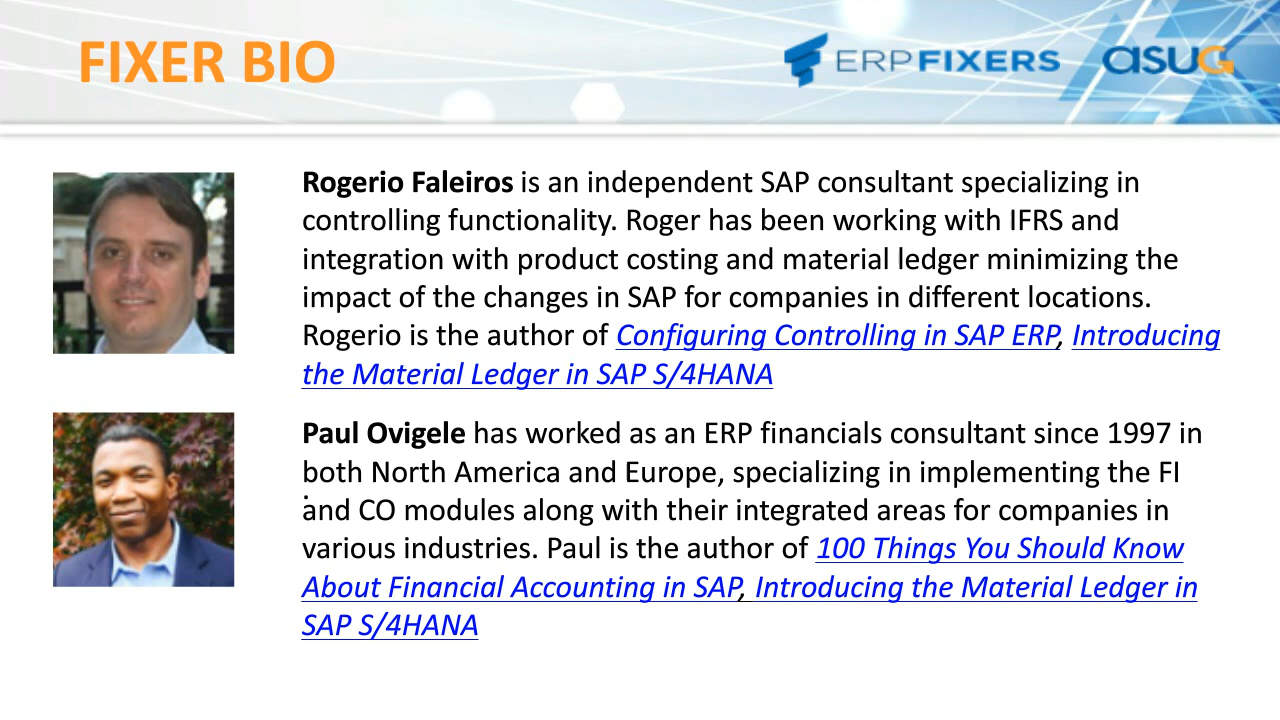 FIXER BIO
ERPFIXERS
asuG
Rogerio Faleiros is an independent SAP consultant specializing in
controlling functionality. Roger has been working with IFRS and
integration with product costing and material ledger minimizing the
impact of the changes in SAP for companies in different locations.
Rogerio is the author of Configuring Controlling in SAP ERP, Introducing
the Material Ledger in SAP S/4HANA
Paul Ovigele has worked as an ERP financials consultant since 1997 in
both North America and Europe, specializing in implementing the FI
.
and CO modules along with their integrated areas for companies in
various industries. Paul is the author of 100 Things You Should Know
About Financial Accounting in SAP, Introducing the Material Ledger in
SAP S/4HANA